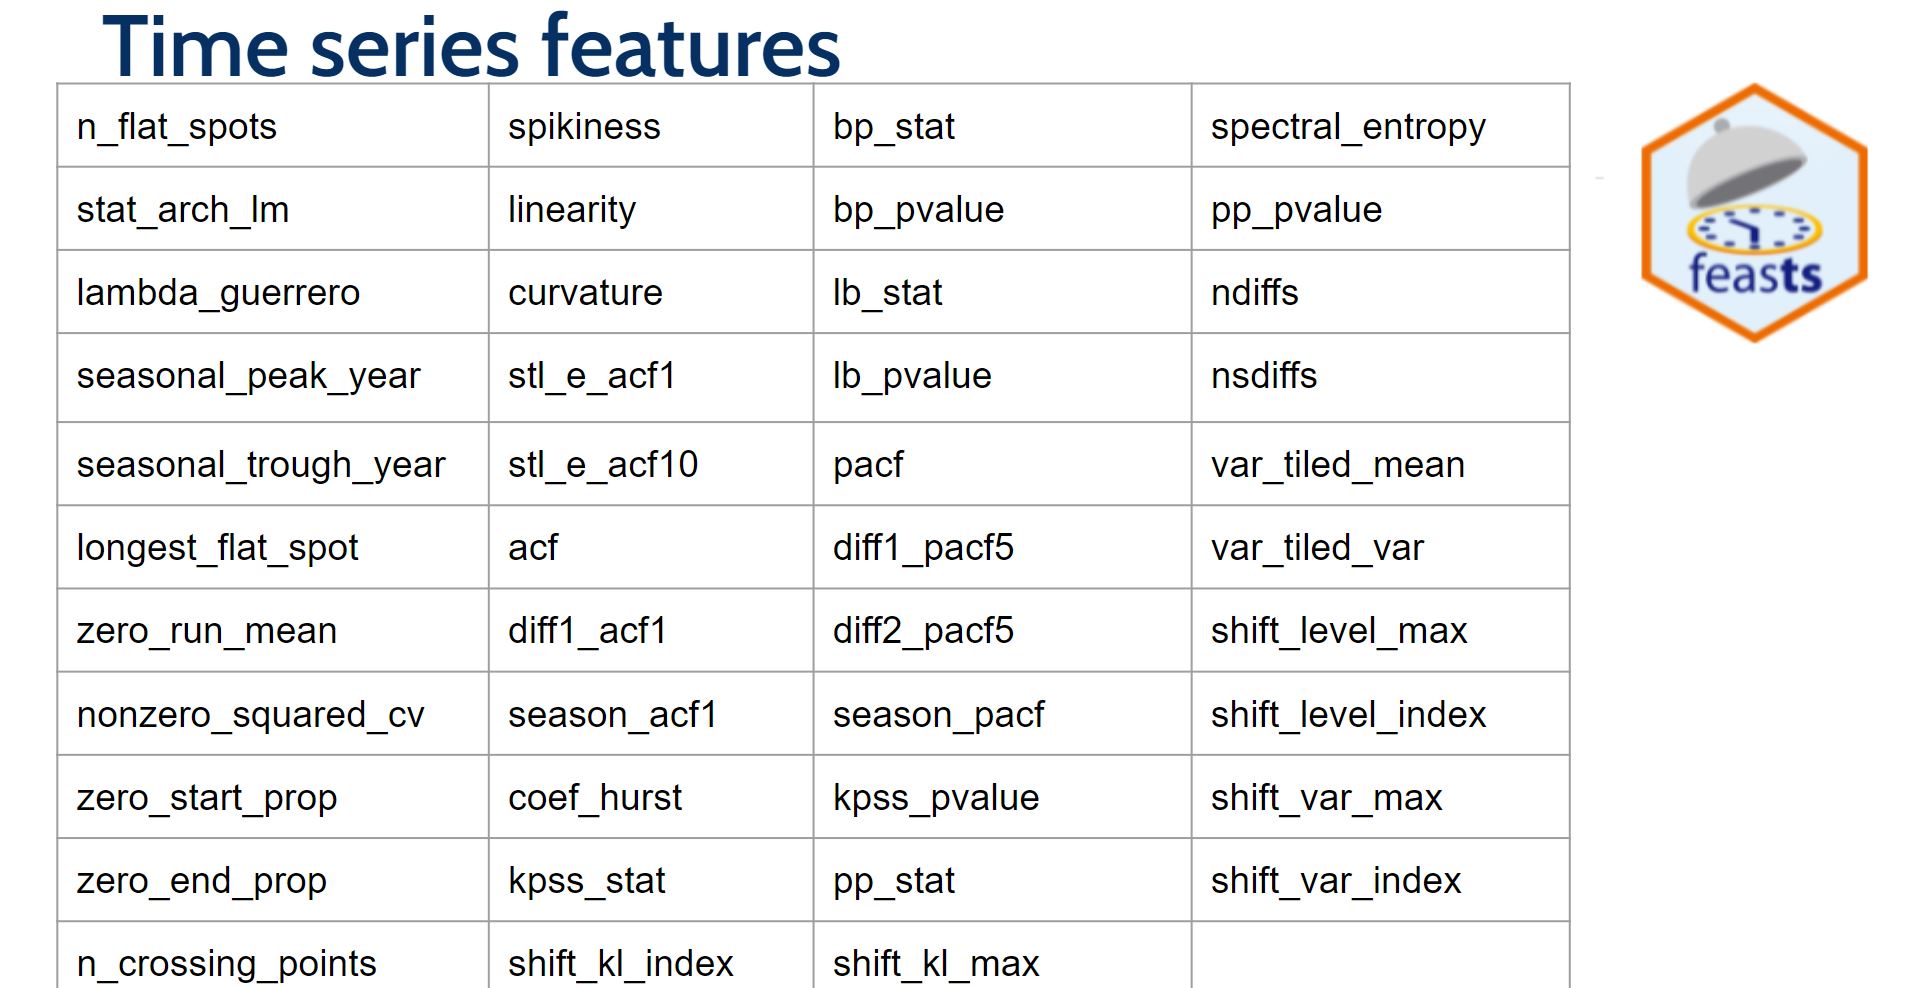 Time series features
n_flat_spots spikiness bp_stat spectral_entropy
stat_arch_lm linearity bp_pvalue pp_pvalue
lambda_guerrero curvature lb_stat ndiffs
seasonal_peak_year stl_e_acf1 lb_pvalue nsdiffs
seasonal_trough_year stl_e_acf10 pacf var_tiled_mean
longest_flat_spot acf diff1_pacf5 var_tiled_var
zero_run_mean diff1_acf1 diff2_pacf5 shift_level_max
nonzero_squared_cv season_acf1 season_pacf shift_level_index
zero_start_prop coef_hurst kpss_pvalue shift_var_max
zero_end_prop kpss_stat pp_stat shift_var_index
n_crossing_points shift_kl_index shift_kl_max
feasts